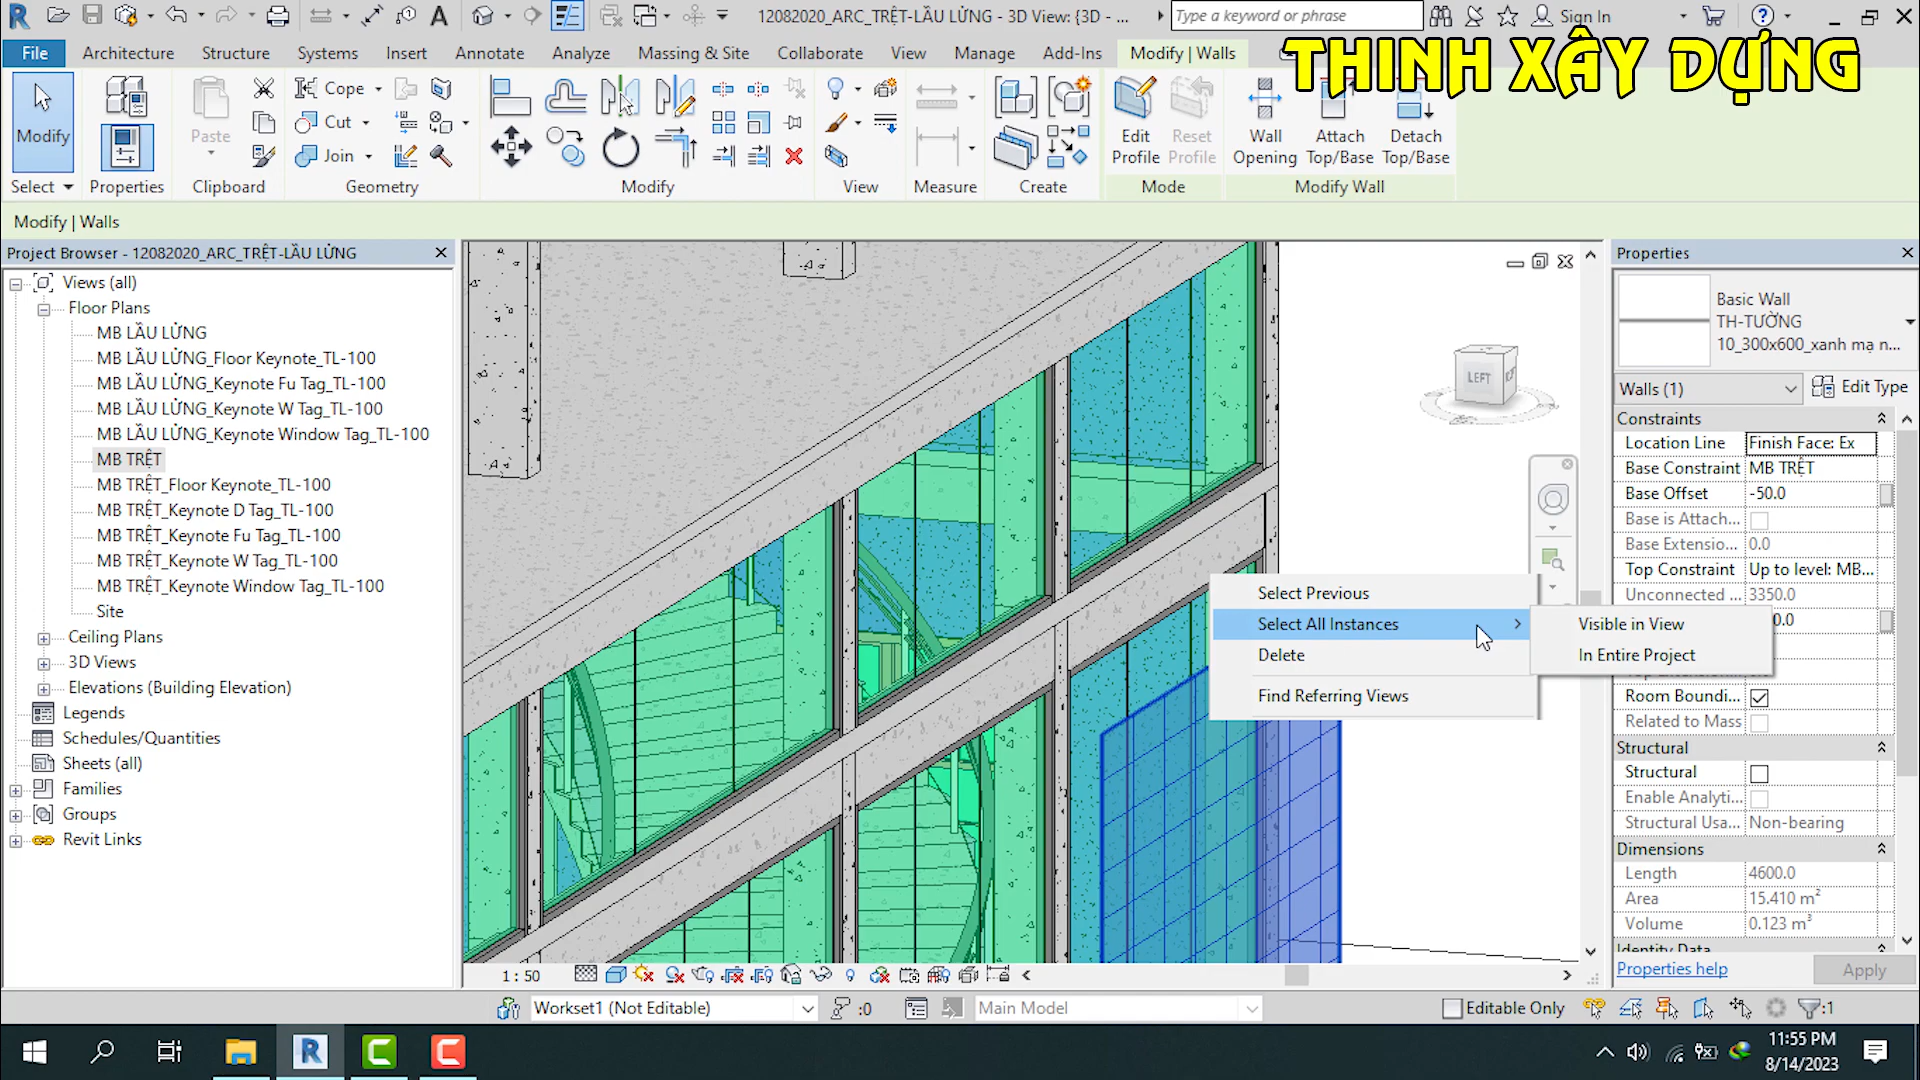 12082020_ARC_TRỆT-LẦU LỬNG - 3D View: {3D - ...
Type a keyword or phrase
Sign In
File
Architecture
Structure
Systems
Insert
Annotate
Analyze
Massing & Site
Collaborate
View
Manage
Add-Ins
Modify | Walls
THINH XÂY DỰNG
Modify
Paste
Cope
Cut
Join
Edit Profile
Reset Profile
Wall Opening
Attach Top/Base
Detach Top/Base
Select
Properties
Clipboard
Geometry
Modify
View
Measure
Create
Mode
Modify Wall
Modify | Walls
Project Browser - 12082020_ARC_TRỆT-LẦU LỬNG
Views (all)
Floor Plans
MB LẦU LỬNG
MB LẦU LỬNG_Floor Keynote_TL-100
MB LẦU LỬNG_Keynote Fu Tag_TL-100
MB LẦU LỬNG_Keynote W Tag_TL-100
MB LẦU LỬNG_Keynote Window Tag_TL-100
MB TRỆT
MB TRỆT_Floor Keynote_TL-100
MB TRỆT_Keynote D Tag_TL-100
MB TRỆT_Keynote Fu Tag_TL-100
MB TRỆT_Keynote W Tag_TL-100
MB TRỆT_Keynote Window Tag_TL-100
Site
Ceiling Plans
3D Views
Elevations (Building Elevation)
Legends
Schedules/Quantities
Sheets (all)
Families
Groups
Revit Links
LEFT
Select Previous
Select All Instances
Delete
Find Referring Views
Visible in View
In Entire Project
Properties
Basic Wall
TH-TƯỜNG
10_300x600_xanh mạ n...
Walls (1)
Edit Type
Constraints
Location Line Finish Face: Ex
Base Constraint MB TRỆT
Base Offset -50.0
Base is Attach...
Base Extensio... 0.0
Top Constraint Up to level: MB...
Unconnected ... 3350.0
Room Boundi...
Related to Mass
Structural
Structural
Enable Analyti...
Structural Usa... Non-bearing
Dimensions
Length 4600.0
Area 15.410 m²
Volume 0.123 m³
Identity Data
Properties help
Apply
1 : 50
Workset1 (Not Editable)
:0
Main Model
Editable Only
:1
11:55 PM
8/14/2023